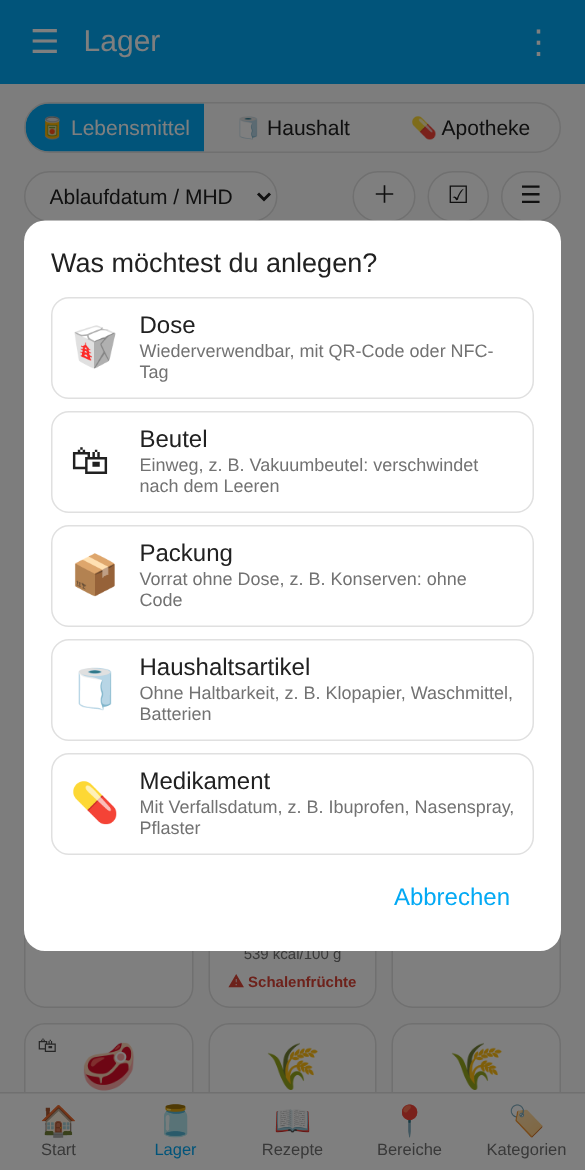 Lager
Lebensmittel
Haushalt
Apotheke
Ablaufdatum / MHD
Was möchtest du anlegen?
Dose
Wiederverwendbar, mit QR-Code oder NFC-
Tag
Beutel
Einweg, z. B. Vakuumbeutel: verschwindet
nach dem Leeren
Packung
Vorrat ohne Dose, z. B. Konserven: ohne
Code
Haushaltsartikel
Ohne Haltbarkeit, z. B. Klopapier, Waschmittel,
Batterien
Medikament
Mit Verfallsdatum, z. B. Ibuprofen, Nasenspray,
Pflaster
Abbrechen
539 kcal/100 g
Schalenfrüchte
Start
Lager
Rezepte
Bereiche
Kategorien